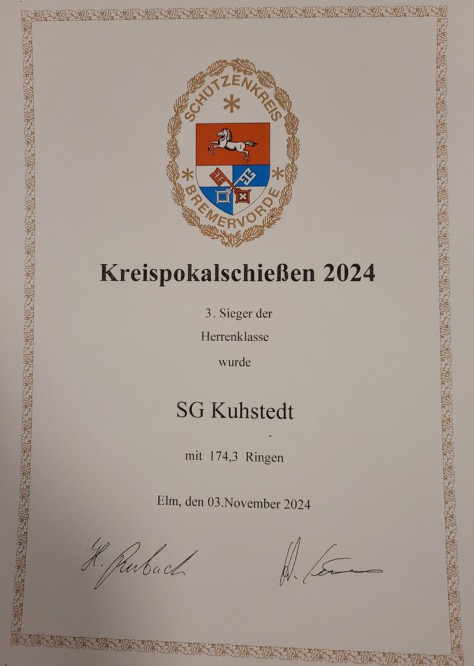 SCHÜTZENKREIS
BREMERVORDE
Kreispokalschießen 2024
3. Sieger der
Herrenklasse
wurde
SG Kuhstedt
mit 174,3 Ringen
Elm, den 03.November 2024